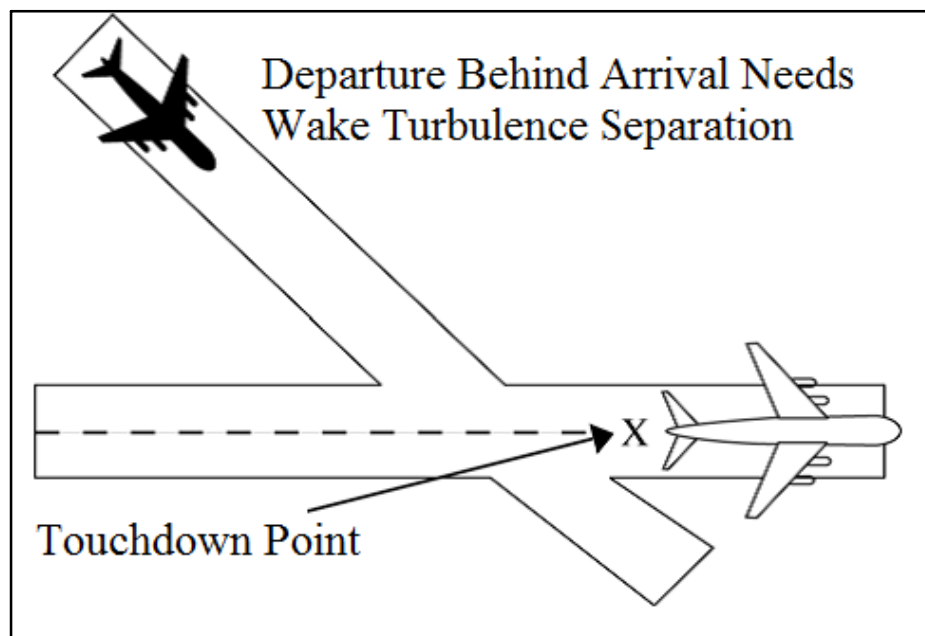 Departure Behind Arrival Needs
Wake Turbulence Separation
X
Touchdown Point